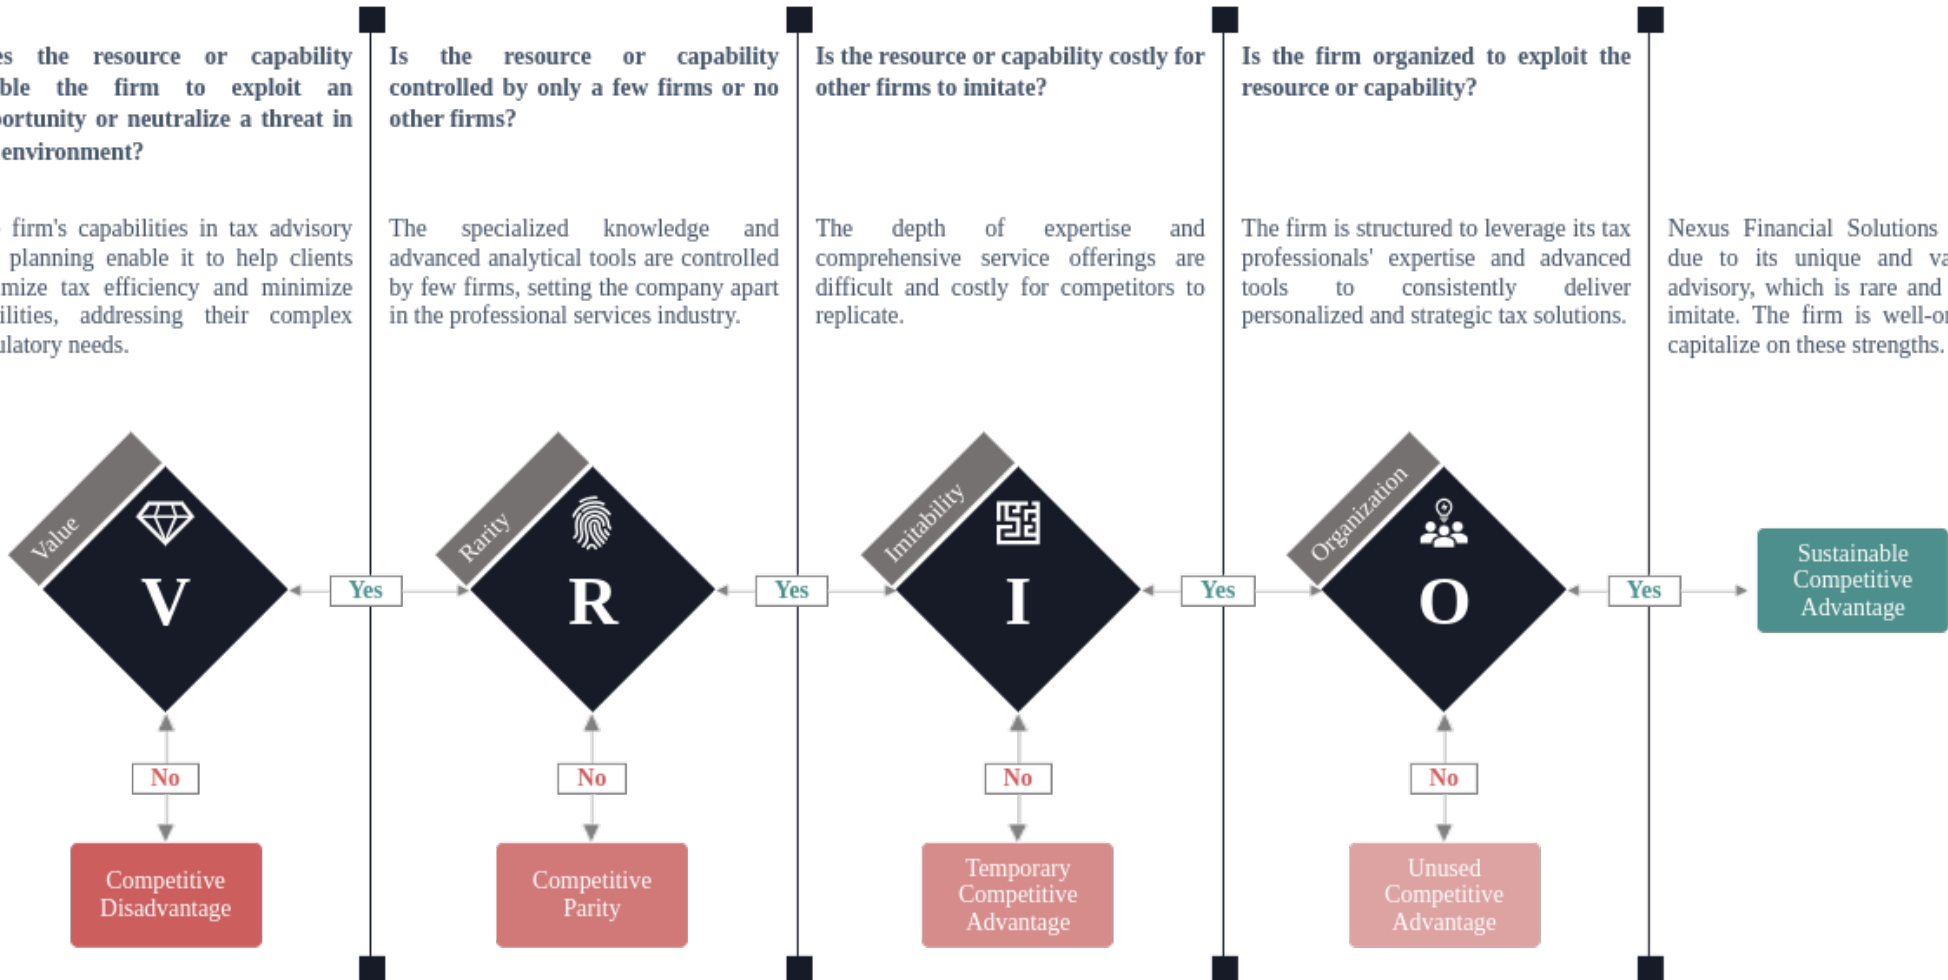 the resource or capability
the firm to exploit an
or neutralize a threat in
environment?
Is the resource or capability
controlled by only a few firms or no
other firms?
Is the resource or capability costly for
other firms to imitate?
Is the firm organized to exploit the
resource or capability?
firm's capabilities in tax advisory
planning enable it to help clients
tax efficiency and minimize
addressing their complex
needs.
The specialized knowledge and
advanced analytical tools are controlled
by few firms, setting the company apart
in the professional services industry.
The depth of expertise and
comprehensive service offerings are
difficult and costly for competitors to
replicate.
The firm is structured to leverage its tax
professionals' expertise and advanced
tools to consistently deliver
personalized and strategic tax solutions.
Nexus Financial Solutions
due to its unique and
advisory, which is rare and
imitate. The firm is
capitalize on these strengths.
Value
V
Yes
Rarity
R
Yes
Imitability
I
Yes
Organization
O
Yes
Sustainable
Competitive
Advantage
No
No
No
No
Competitive
Disadvantage
Competitive
Parity
Temporary
Competitive
Advantage
Unused
Competitive
Advantage